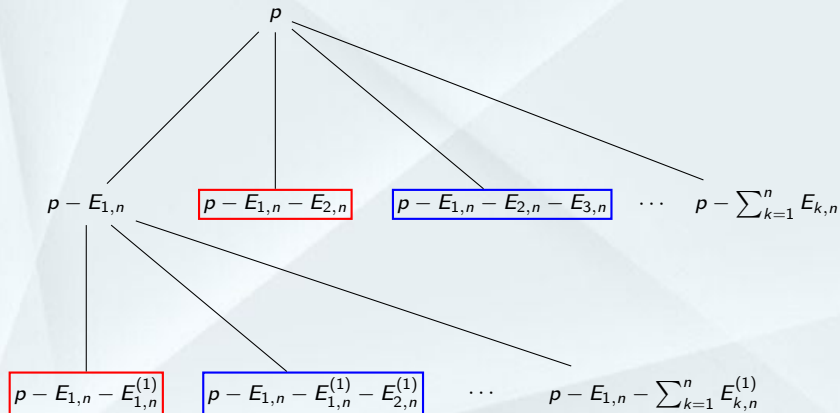 p
p − E_{1,n}
p − E_{1,n} − E_{2,n}
p − E_{1,n} − E_{2,n} − E_{3,n}
⋯
p − ∑_{k=1}^{n} E_{k,n}
p − E_{1,n} − E_{1,n}^{(1)}
p − E_{1,n} − E_{1,n}^{(1)} − E_{2,n}^{(1)}
⋯
p − E_{1,n} − ∑_{k=1}^{n} E_{k,n}^{(1)}